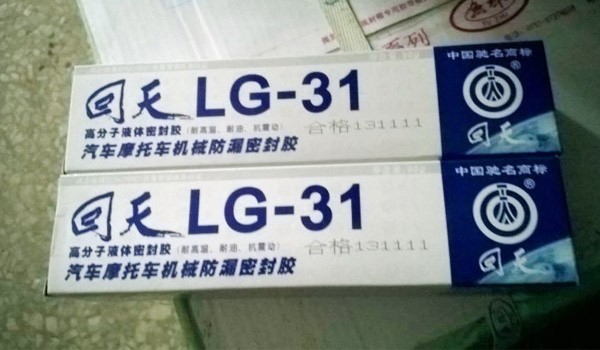 系列
中国驰名商标
回天 LG-31
®
高分子液体密封胶(耐高温、耐油、抗震动)
合格131111
汽车摩托车机械防漏密封胶
回天
中国驰名商标
回天 LG-31
®
高分子液体密封胶(耐高温、耐油、抗震动)
合格131111
汽车摩托车机械防漏密封胶
回天